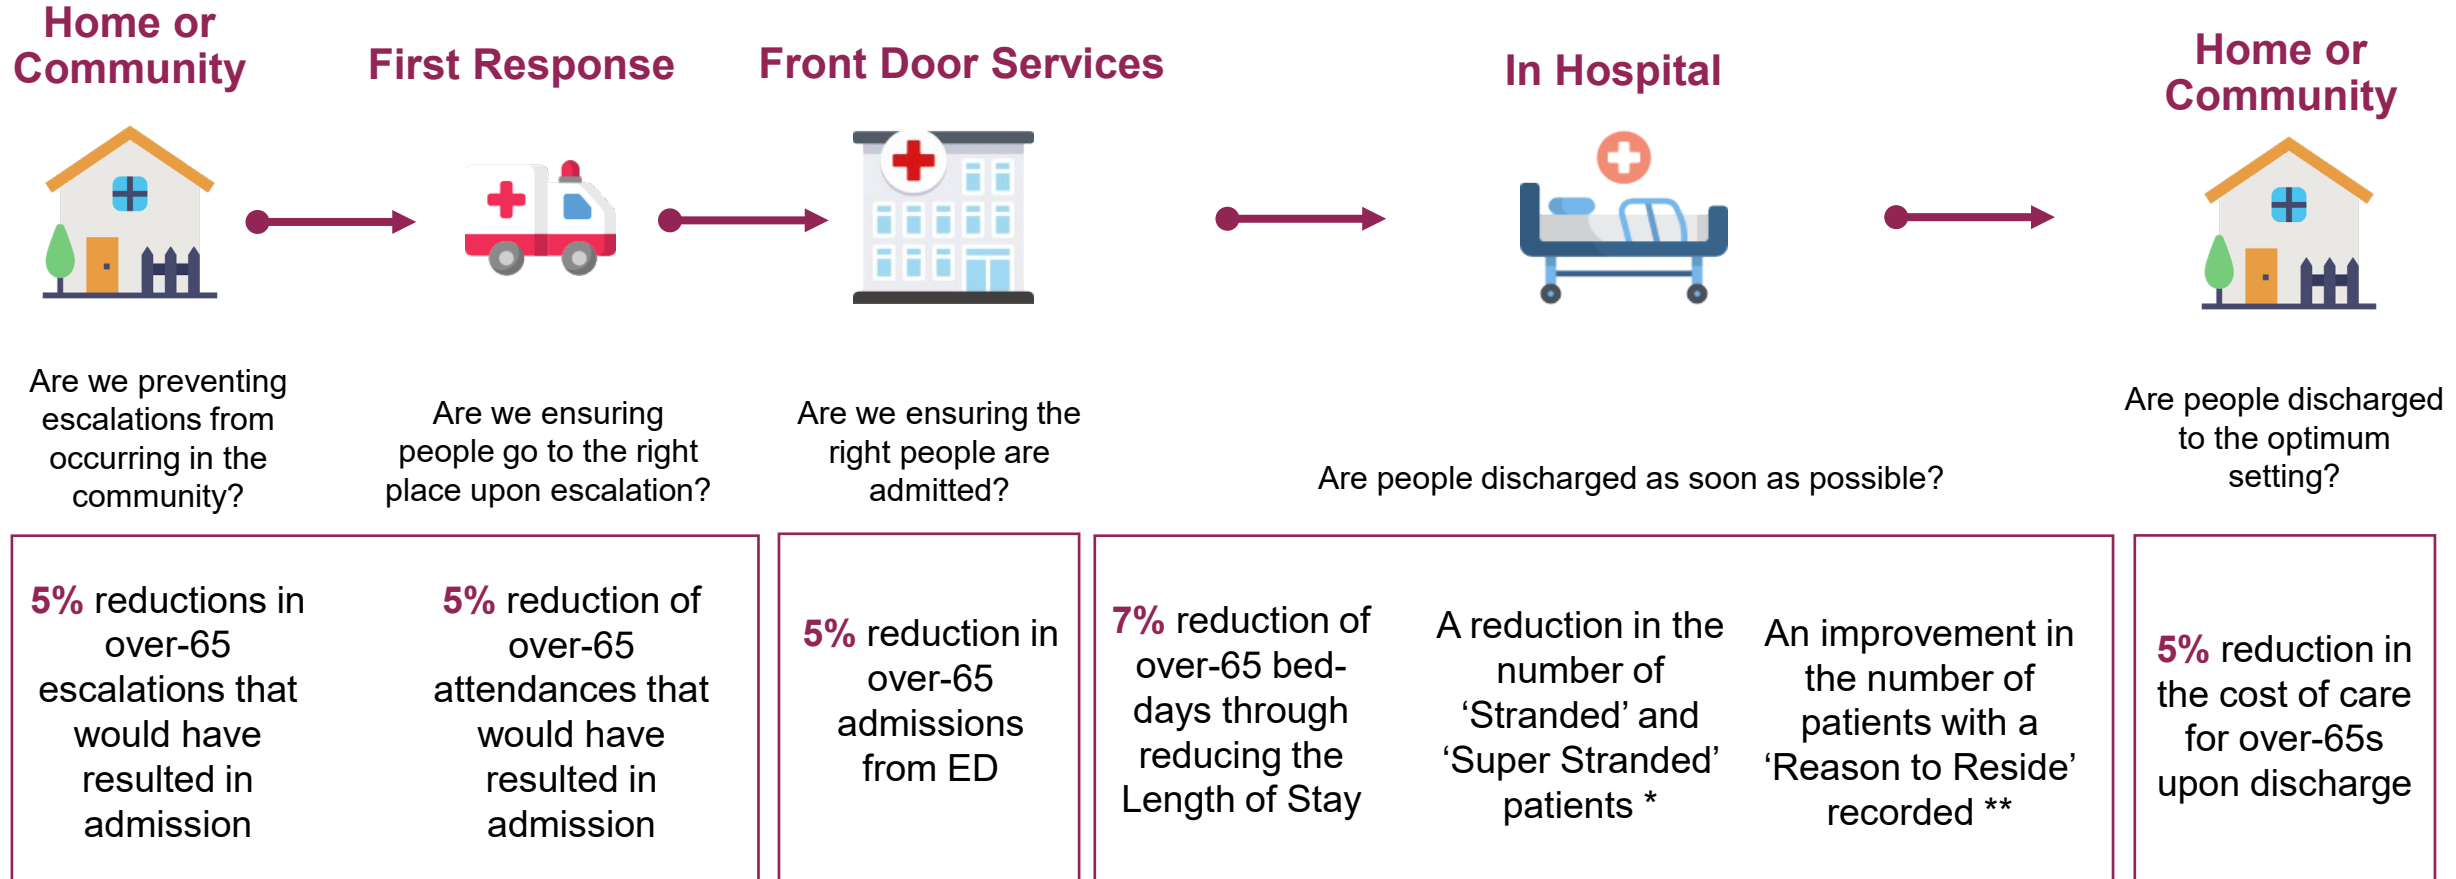 Home or
Community
First Response
Front Door Services
In Hospital
Home or
Community
Are we preventing
escalations from
occurring in the
community?
Are we ensuring
people go to the right
place upon escalation?
Are we ensuring the
right people are
admitted?
Are people discharged as soon as possible?
Are people discharged
to the optimum
setting?
5% reductions in
over-65
escalations that
would have
resulted in
admission
5% reduction of
over-65
attendances that
would have
resulted in
admission
5% reduction in
over-65
admissions
from ED
7% reduction of
over-65 bed-
days through
reducing the
Length of Stay
A reduction in the
number of
‘Stranded’ and
‘Super Stranded’
patients *
An improvement in
the number of
patients with a
‘Reason to Reside’
recorded **
5% reduction in
the cost of care
for over-65s
upon discharge